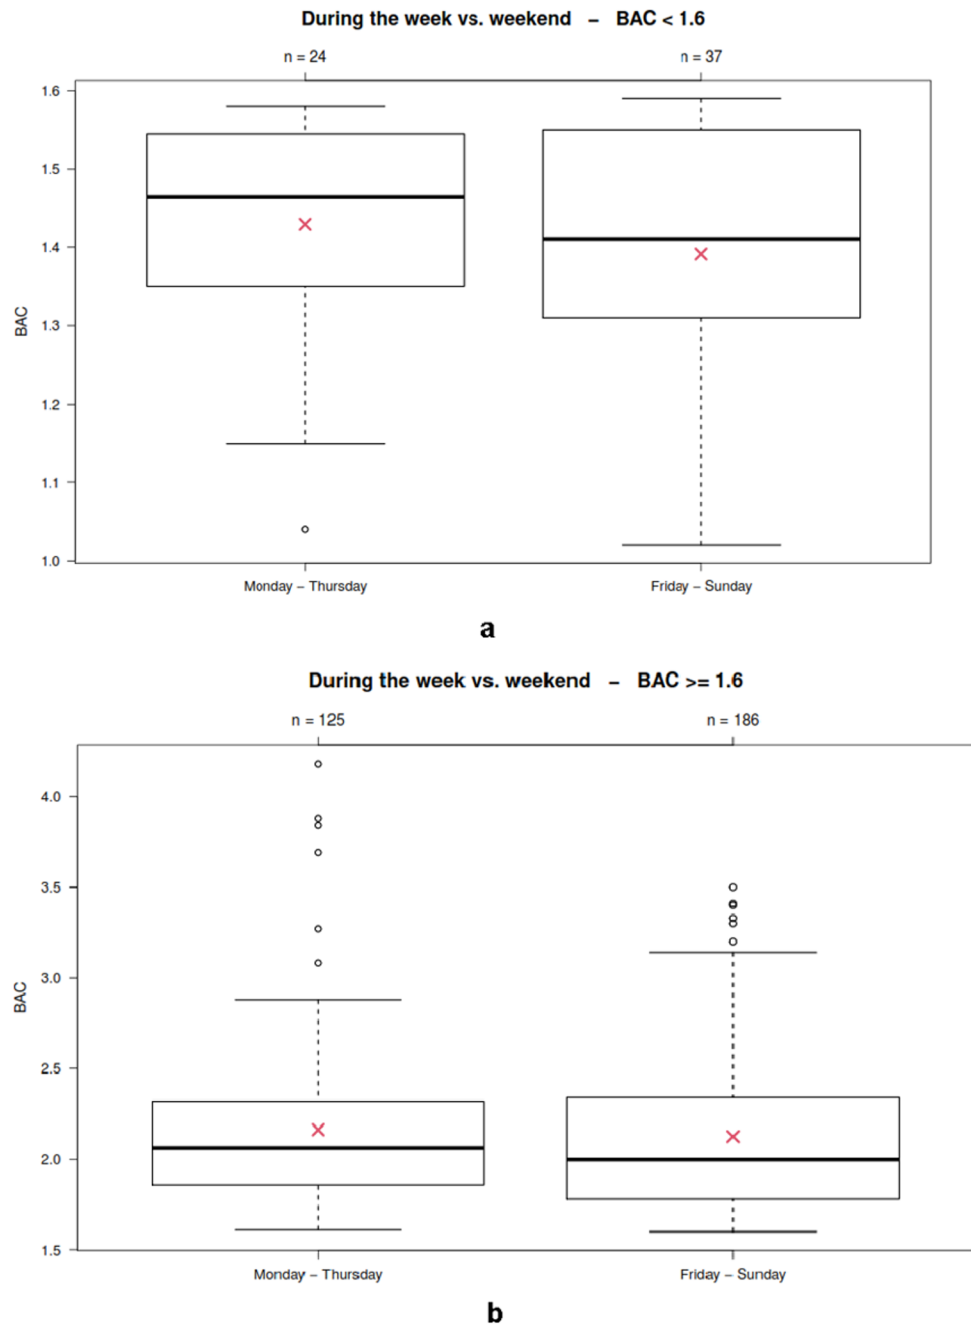 During the week vs. weekend – BAC < 1.6
n = 24 n = 37
1.6
1.5
1.4
1.3
1.2
1.1
1.0
BAC
Monday – Thursday Friday – Sunday
a
During the week vs. weekend – BAC >= 1.6
n = 125 n = 186
4.0
3.5
3.0
2.5
2.0
1.5
BAC
Monday – Thursday Friday – Sunday
b